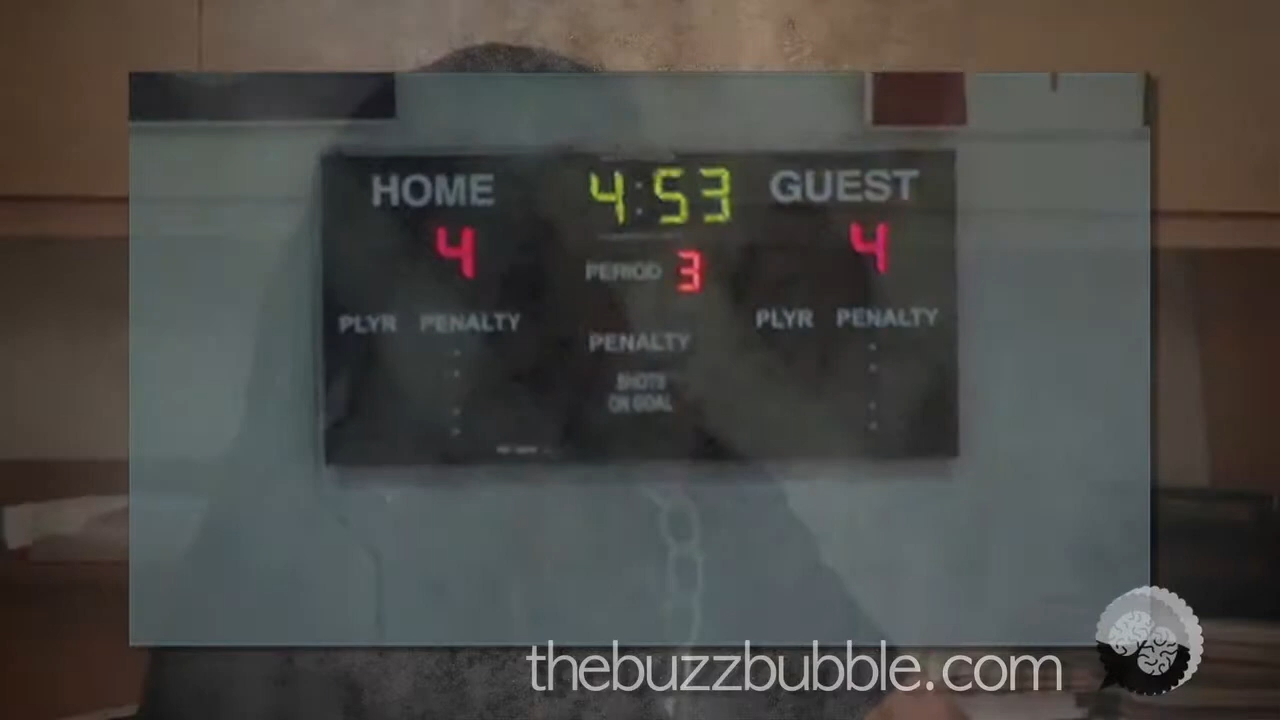 HOME 4:53 GUEST
4 4
PERIOD 3
PLYR PENALTY PLYR PENALTY
PENALTY
SHOTS
ON GOAL
thebuzzbubble.com